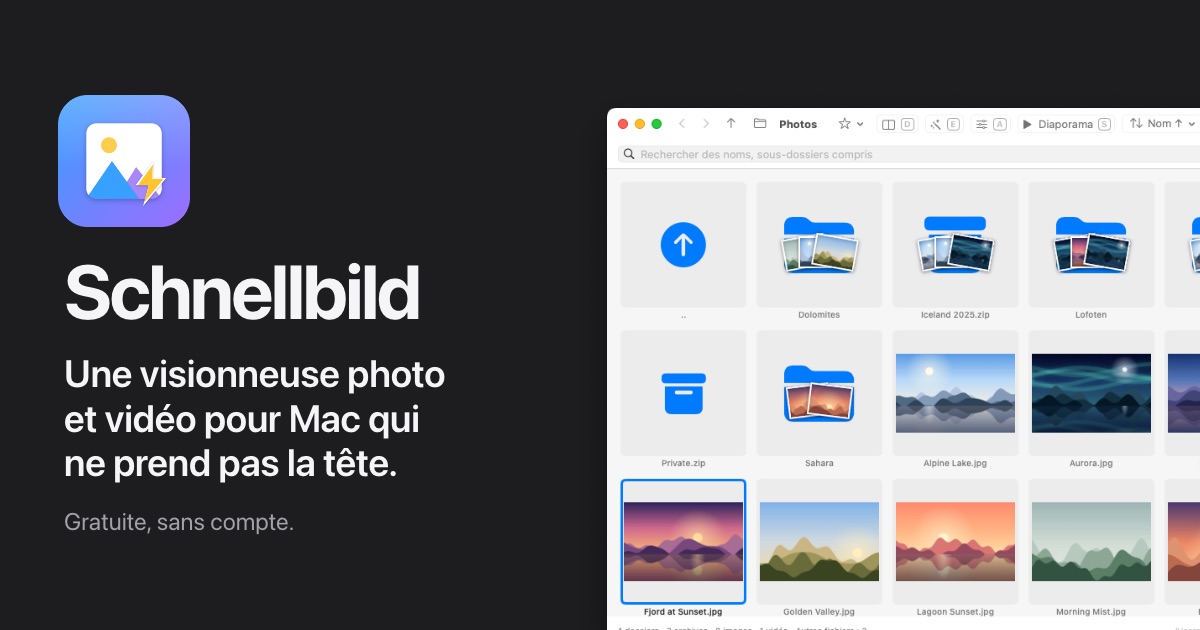 Schnellbild
Une visionneuse photo
et vidéo pour Mac qui
ne prend pas la tête.
Gratuite, sans compte.
Photos
D
E
A
Diaporama S
Nom ↑
Rechercher des noms, sous-dossiers compris
..
Dolomites
Iceland 2025.zip
Lofoten
Private.zip
Sahara
Alpine Lake.jpg
Aurora.jpg
Fjord at Sunset.jpg
Golden Valley.jpg
Lagoon Sunset.jpg
Morning Mist.jpg